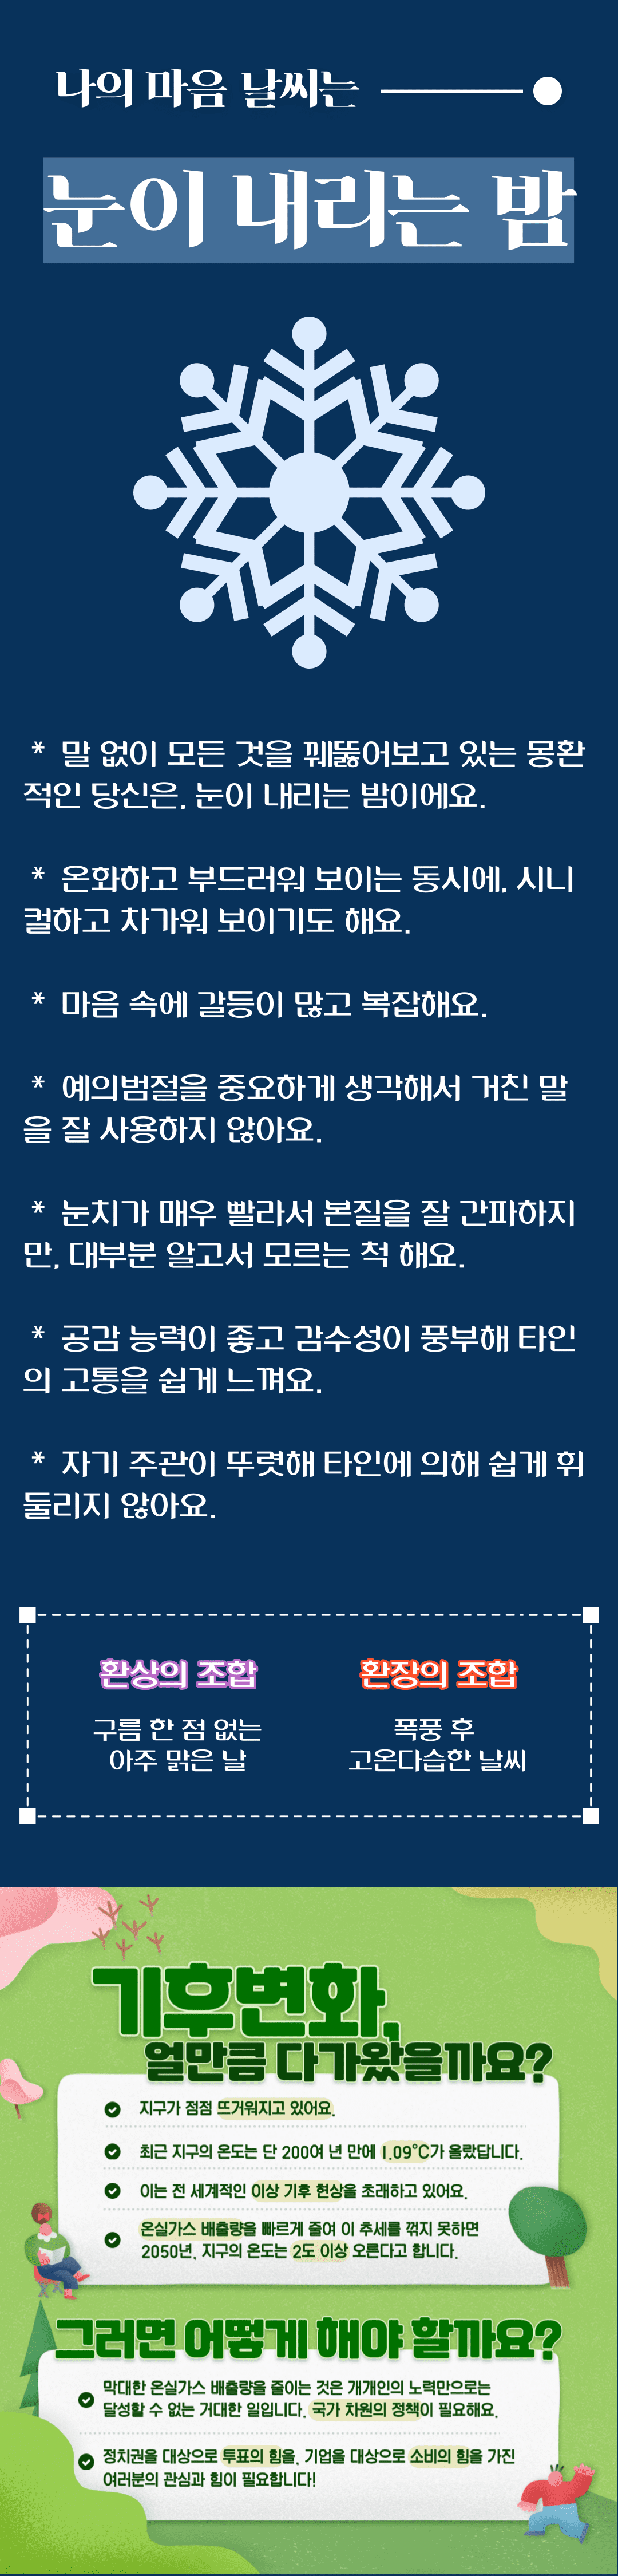 나의 마음 날씨는
눈이 내리는 밤
* 말 없이 모든 것을 꿰뚫어보고 있는 몽환
적인 당신은, 눈이 내리는 밤이에요.
* 온화하고 부드러워 보이는 동시에, 시니
컬하고 차가워 보이기도 해요.
* 마음 속에 갈등이 많고 복잡해요.
* 예의범절을 중요하게 생각해서 거친 말
을 잘 사용하지 않아요.
* 눈치가 매우 빨라서 본질을 잘 간파하지
만, 대부분 알고서 모르는 척 해요.
* 공감 능력이 좋고 감수성이 풍부해 타인
의 고통을 쉽게 느껴요.
* 자기 주관이 뚜렷해 타인에 의해 쉽게 휘
둘리지 않아요.
환상의 조합
구름 한 점 없는
아주 맑은 날
환장의 조합
폭풍 후
고온다습한 날씨
기후변화,
얼만큼 다가왔을까요?
지구가 점점 뜨거워지고 있어요.
최근 지구의 온도는 단 200여 년 만에 1.09℃가 올랐답니다.
이는 전 세계적인 이상 기후 현상을 초래하고 있어요.
온실가스 배출량을 빠르게 줄여 이 추세를 꺾지 못하면
2050년, 지구의 온도는 2도 이상 오른다고 합니다.
그러면 어떻게 해야 할까요?
막대한 온실가스 배출량을 줄이는 것은 개개인의 노력만으로는
달성할 수 없는 거대한 일입니다. 국가 차원의 정책이 필요해요.
정치권을 대상으로 투표의 힘을, 기업을 대상으로 소비의 힘을 가진
여러분의 관심과 힘이 필요합니다!